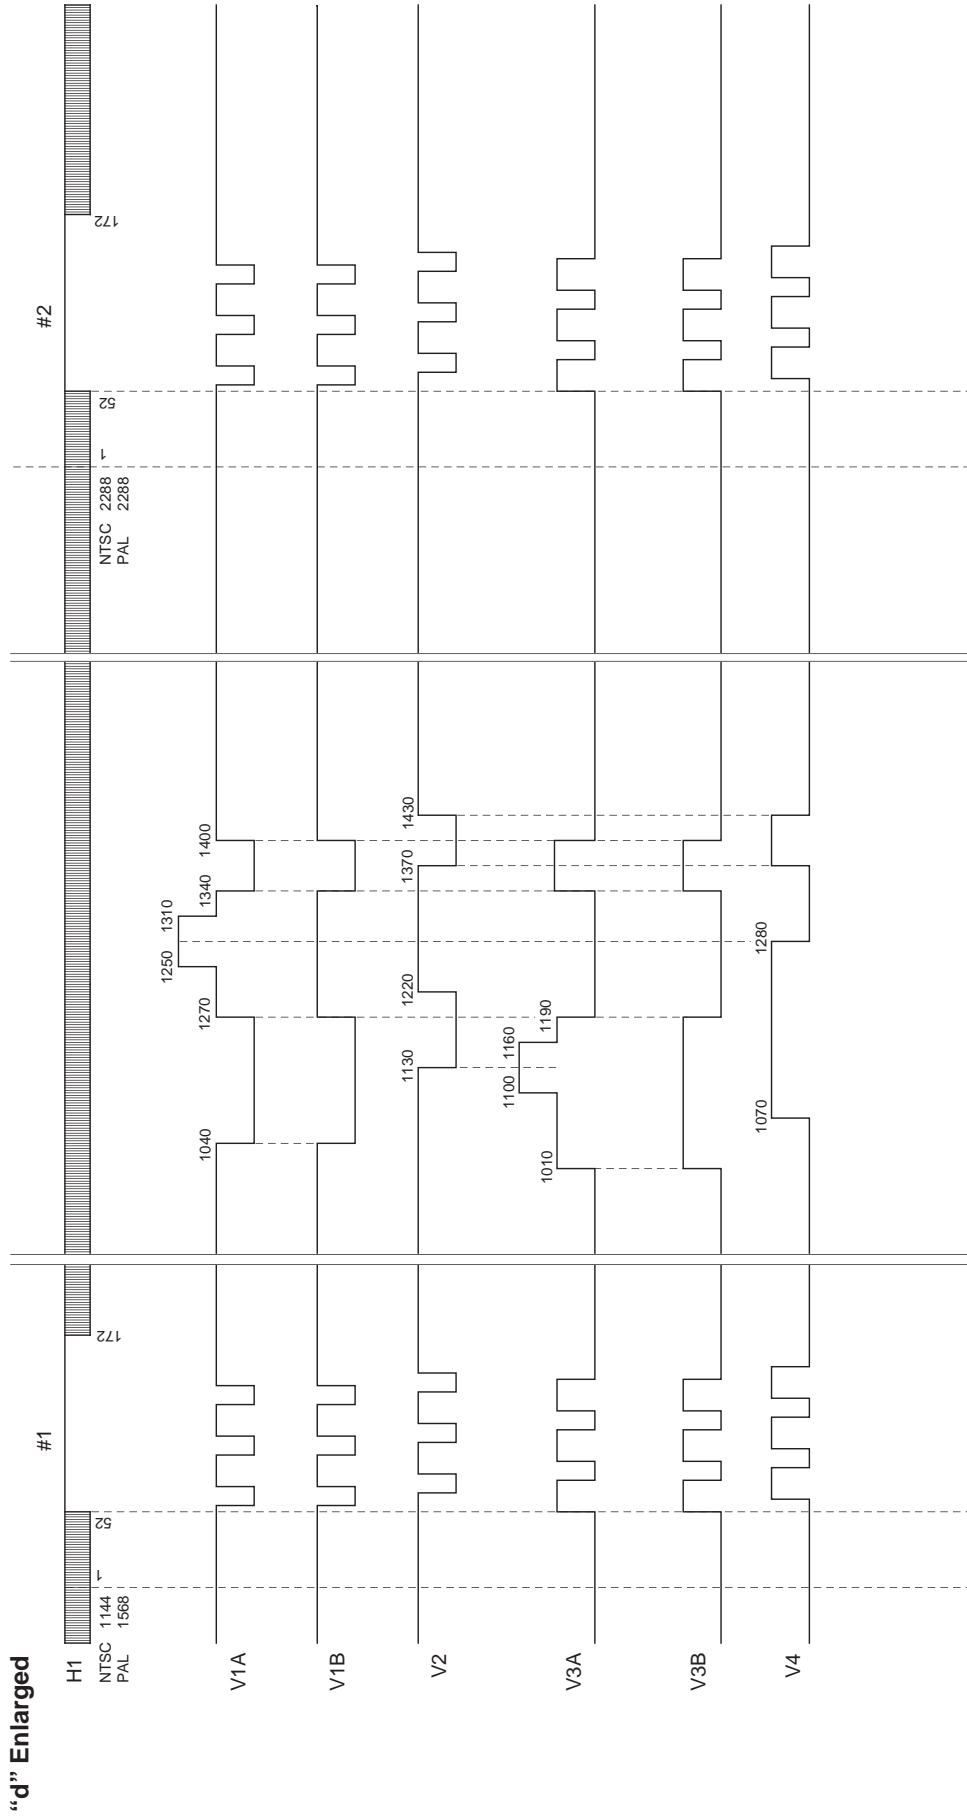 “d” Enlarged
#1
#2
H1
NTSC 1144
PAL 1568
1
52
172
NTSC 2288
PAL 2288
1
52
172
V1A
1040
1270
1250
1310
1340
1400
V1B
V2
1130
1220
1370
1430
V3A
1010
1100
1160
1190
V3B
V4
1070
1280